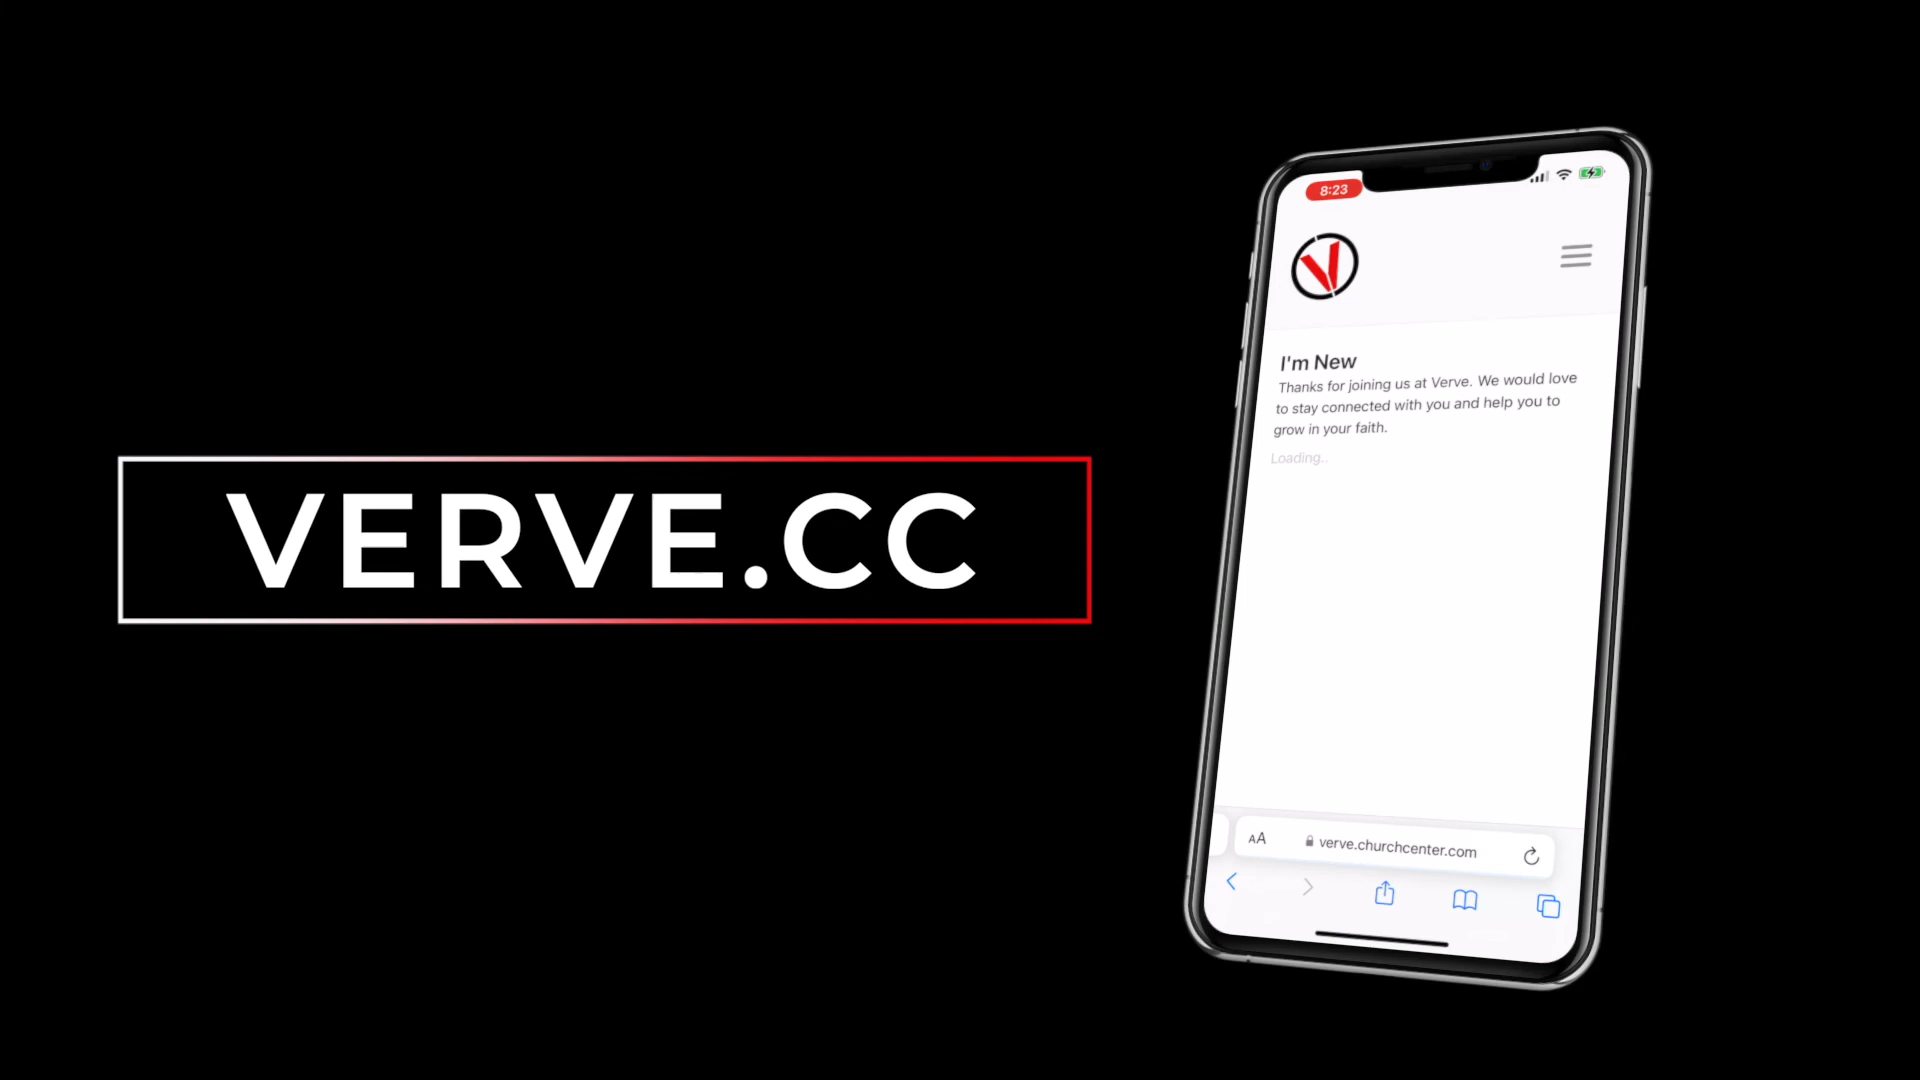 VERVE.CC
8:23
I'm New
Thanks for joining us at Verve. We would love
to stay connected with you and help you to
grow in your faith.
Loading..
AA
verve.churchcenter.com